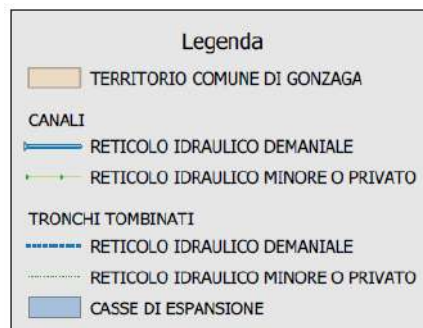 Legenda
TERRITORIO COMUNE DI GONZAGA
CANALI
RETICOLO IDRAULICO DEMANIALE
RETICOLO IDRAULICO MINORE O PRIVATO
TRONCHI TOMBINATI
RETICOLO IDRAULICO DEMANIALE
RETICOLO IDRAULICO MINORE O PRIVATO
CASSE DI ESPANSIONE